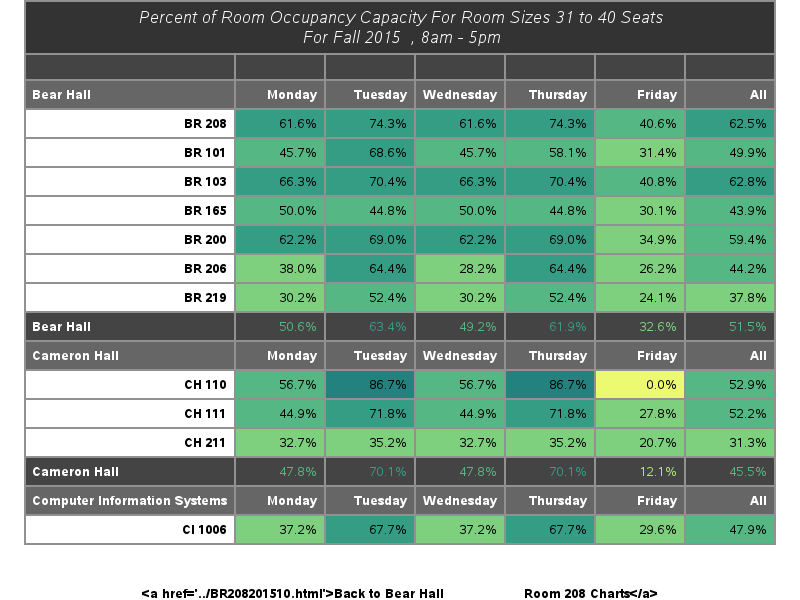 Percent of Room Occupancy Capacity For Room Sizes 31 to 40 Seats
For Fall 2015 , 8am - 5pm
Bear Hall Monday Tuesday Wednesday Thursday Friday All
BR 208 61.6% 74.3% 61.6% 74.3% 40.6% 62.5%
BR 101 45.7% 68.6% 45.7% 58.1% 31.4% 49.9%
BR 103 66.3% 70.4% 66.3% 70.4% 40.8% 62.8%
BR 165 50.0% 44.8% 50.0% 44.8% 30.1% 43.9%
BR 200 62.2% 69.0% 62.2% 69.0% 34.9% 59.4%
BR 206 38.0% 64.4% 28.2% 64.4% 26.2% 44.2%
BR 219 30.2% 52.4% 30.2% 52.4% 24.1% 37.8%
Bear Hall 50.6% 63.4% 49.2% 61.9% 32.6% 51.5%
Cameron Hall Monday Tuesday Wednesday Thursday Friday All
CH 110 56.7% 86.7% 56.7% 86.7% 0.0% 52.9%
CH 111 44.9% 71.8% 44.9% 71.8% 27.8% 52.2%
CH 211 32.7% 35.2% 32.7% 35.2% 20.7% 31.3%
Cameron Hall 47.8% 70.1% 47.8% 70.1% 12.1% 45.5%
Computer Information Systems Monday Tuesday Wednesday Thursday Friday All
CI 1006 37.2% 67.7% 37.2% 67.7% 29.6% 47.9%
<a href='../BR208201510.html'>Back to Bear Hall Room 208 Charts</a>